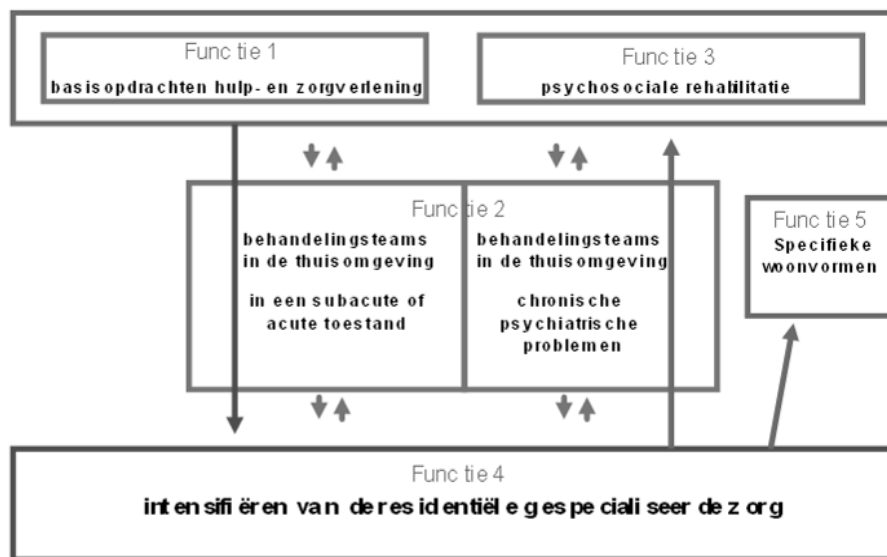 Functie 1
basisopdrachten hulp- en zorgverlening
Functie 3
psychosociale rehabilitatie
Functie 2
behandelingsteams
in de thuisomgeving
in een subacute of
acute toestand
behandelingsteams
in de thuisomgeving
chronische
psychiatrische
problemen
Functie 5
Specifieke
woonvormen
Functie 4
intensifiëren van de residentiële gespecialiseerde zorg